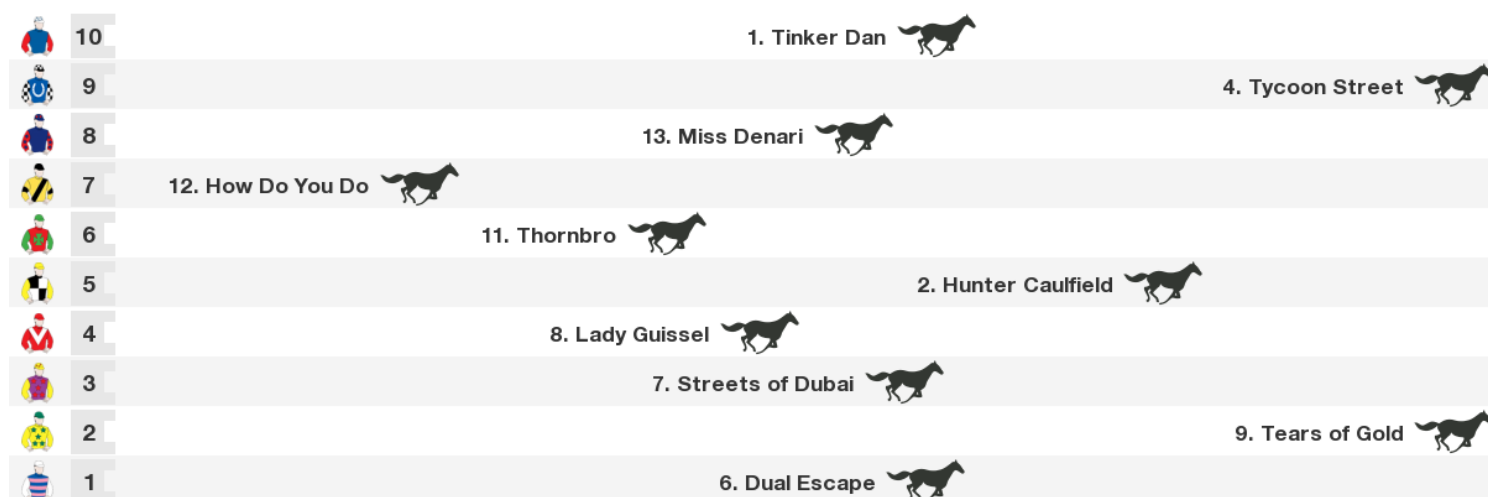 10 1. Tinker Dan
9 4. Tycoon Street
8 13. Miss Denari
7 12. How Do You Do
6 11. Thornbro
5 2. Hunter Caulfield
4 8. Lady Guissel
3 7. Streets of Dubai
2 9. Tears of Gold
1 6. Dual Escape